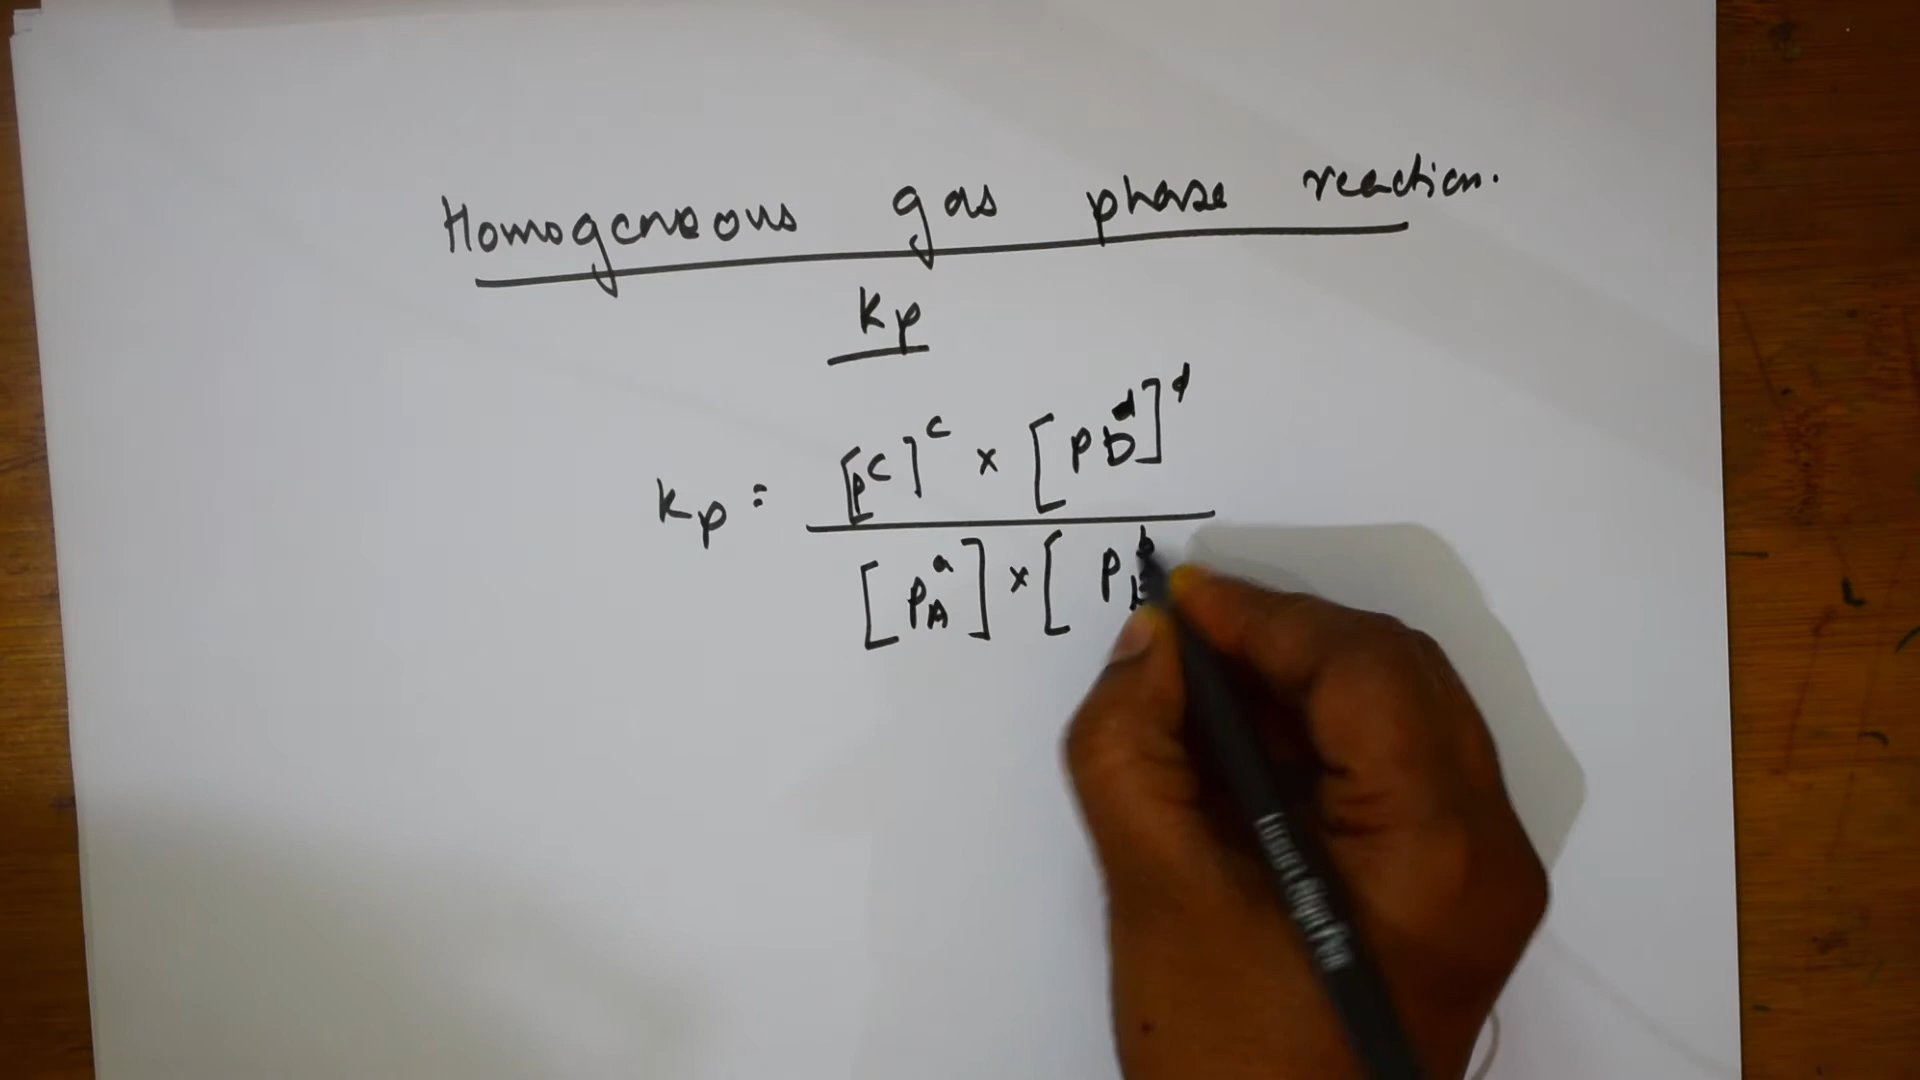 Homogeneous gas phase reaction.
Kp
Kp = [pC]^c × [pD^d]^d
[pA^a] × [pB^b